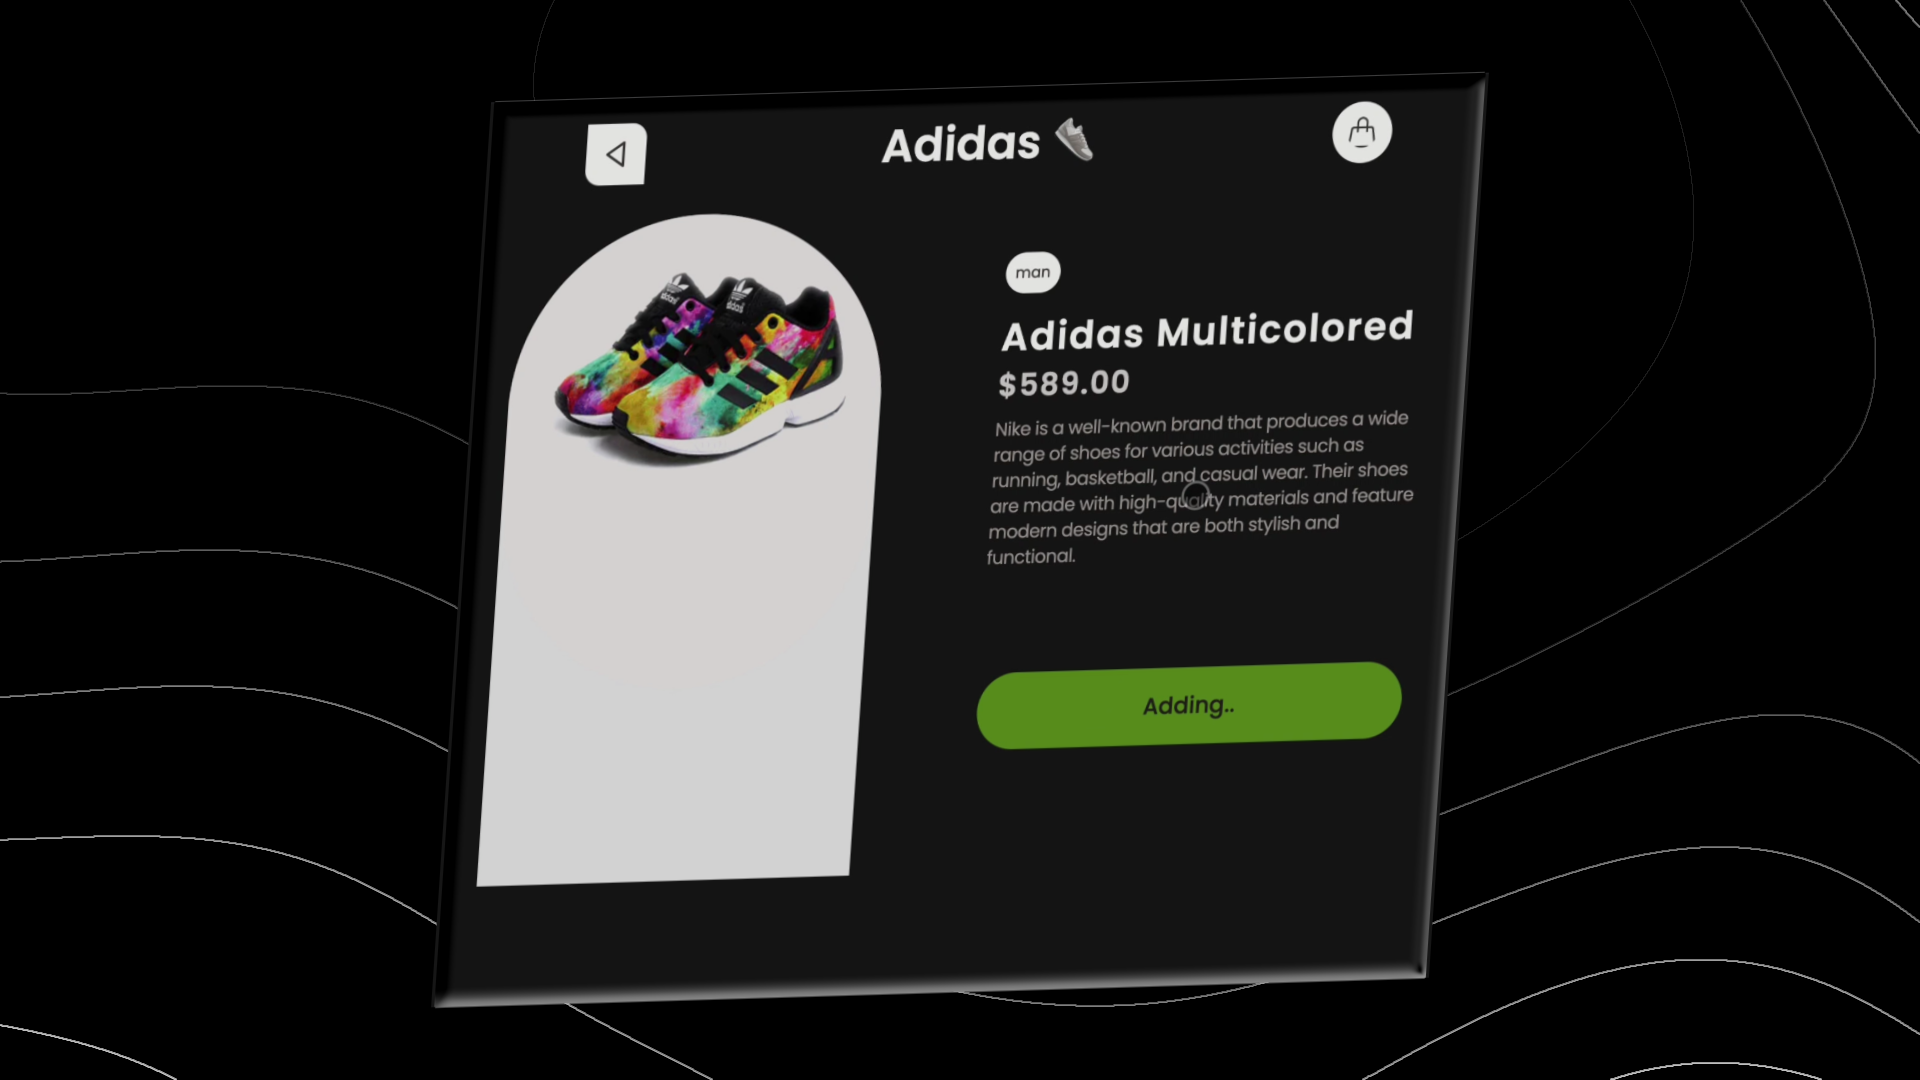 Adidas
man
Adidas Multicolored
$589.00
Nike is a well-known brand that produces a wide
range of shoes for various activities such as
running, basketball, and casual wear. Their shoes
are made with high-quality materials and feature
modern designs that are both stylish and
functional.
Adding..
adidas
adidas